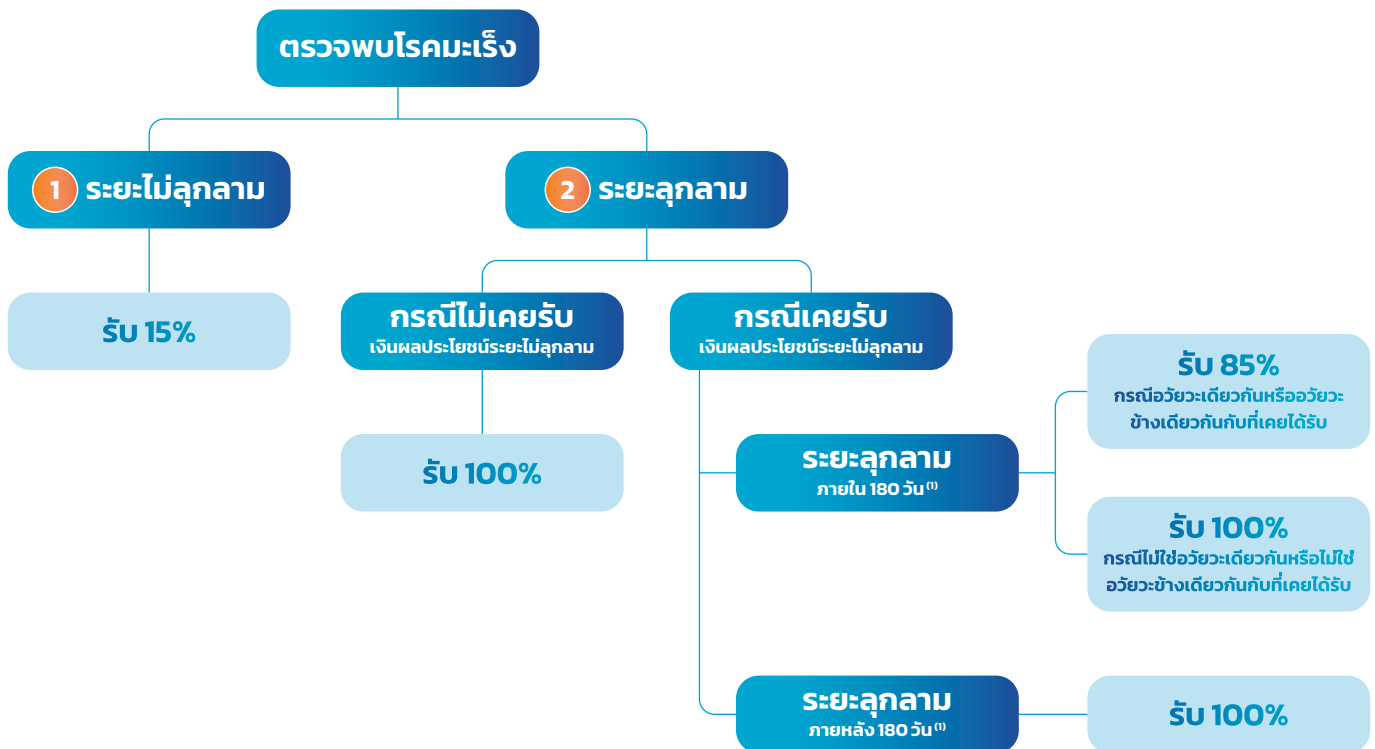 ตรวจพบโรคมะเร็ง
1 ระยะไม่ลุกลาม
2 ระยะลุกลาม
รับ 15%
กรณีไม่เคยรับ
เงินผลประโยชน์ระยะไม่ลุกลาม
กรณีเคยรับ
เงินผลประโยชน์ระยะไม่ลุกลาม
รับ 100%
ระยะลุกลาม
ภายใน 180 วัน (1)
รับ 85%
กรณีอวัยวะเดียวกันหรืออวัยวะ
ข้างเดียวกันกับที่เคยได้รับ
รับ 100%
กรณีไม่ใช่อวัยวะเดียวกันหรือไม่ใช่
อวัยวะข้างเดียวกันกับที่เคยได้รับ
ระยะลุกลาม
ภายหลัง 180 วัน (1)
รับ 100%